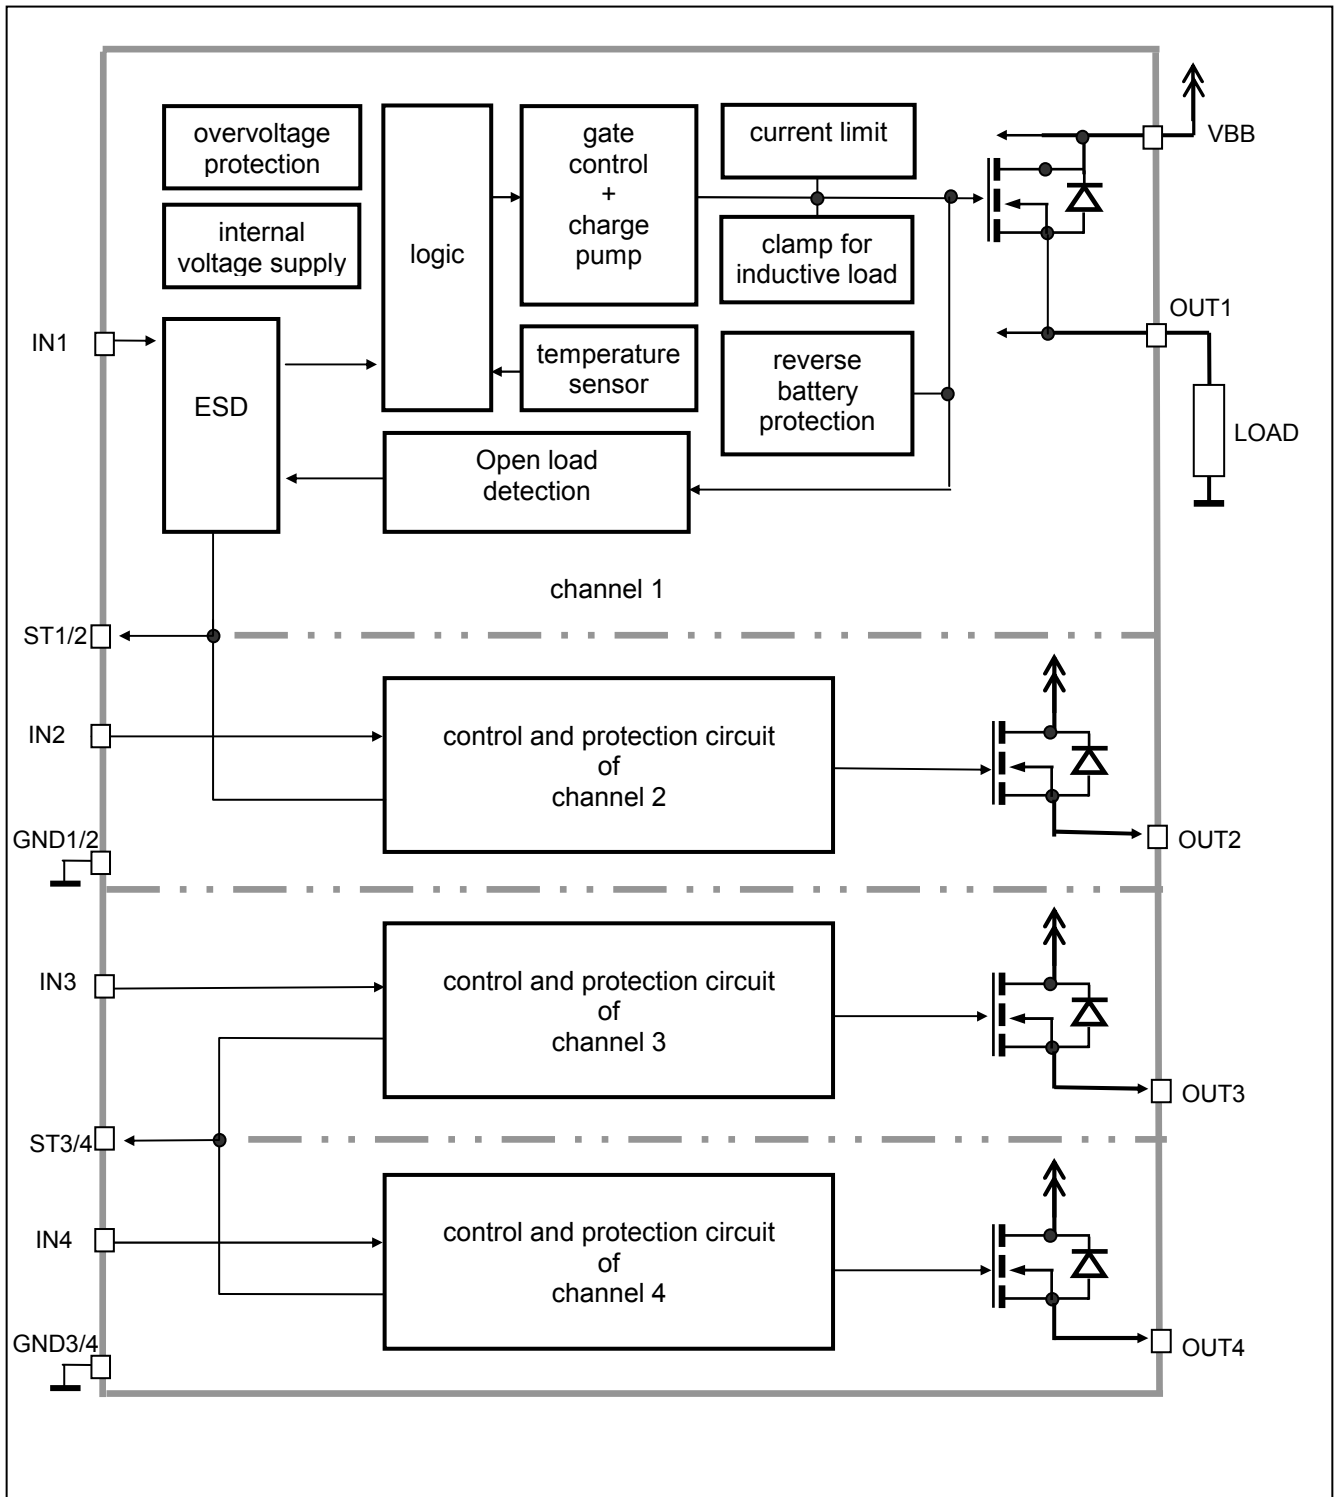 overvoltage
protection
internal
voltage supply
logic
gate
control
+
charge
pump
current limit
clamp for
inductive load
VBB
OUT1
IN1
ESD
temperature
sensor
reverse
battery
protection
LOAD
Open load
detection
channel 1
ST1/2
IN2
control and protection circuit
of
channel 2
GND1/2
OUT2
IN3
control and protection circuit
of
channel 3
OUT3
ST3/4
IN4
control and protection circuit
of
channel 4
GND3/4
OUT4